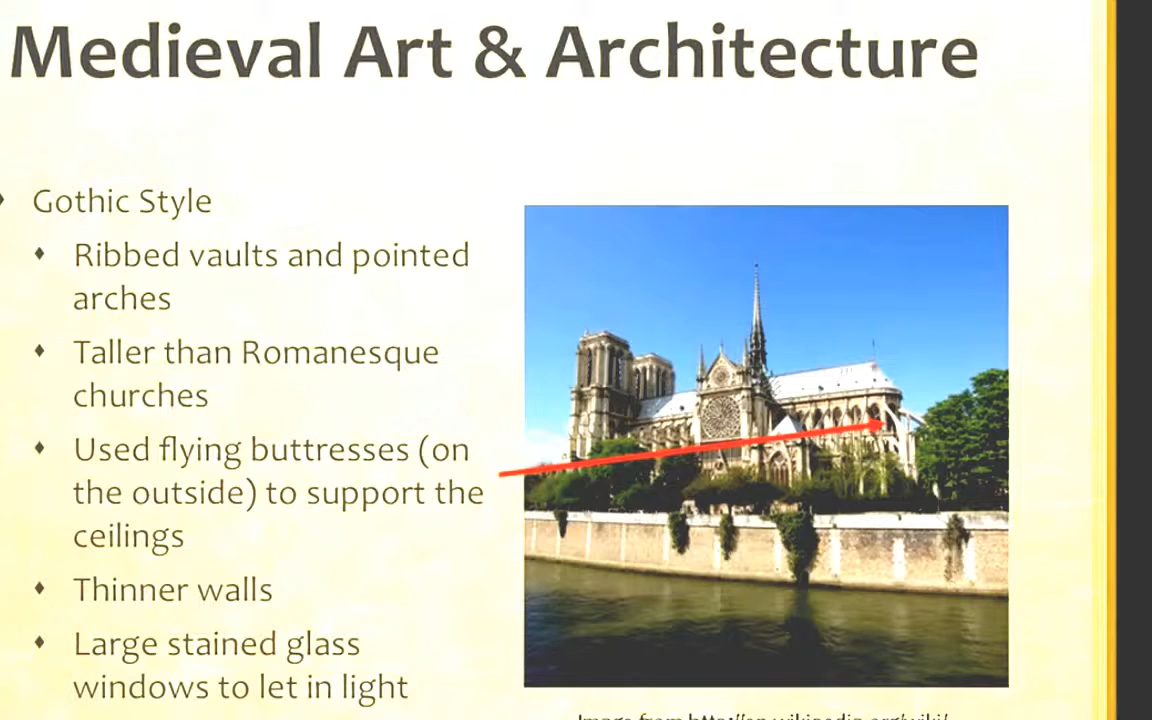 Medieval Art & Architecture
Gothic Style
Ribbed vaults and pointed
arches
Taller than Romanesque
churches
Used flying buttresses (on
the outside) to support the
ceilings
Thinner walls
Large stained glass
windows to let in light
Image from http://en.wikipedia.org/wiki/